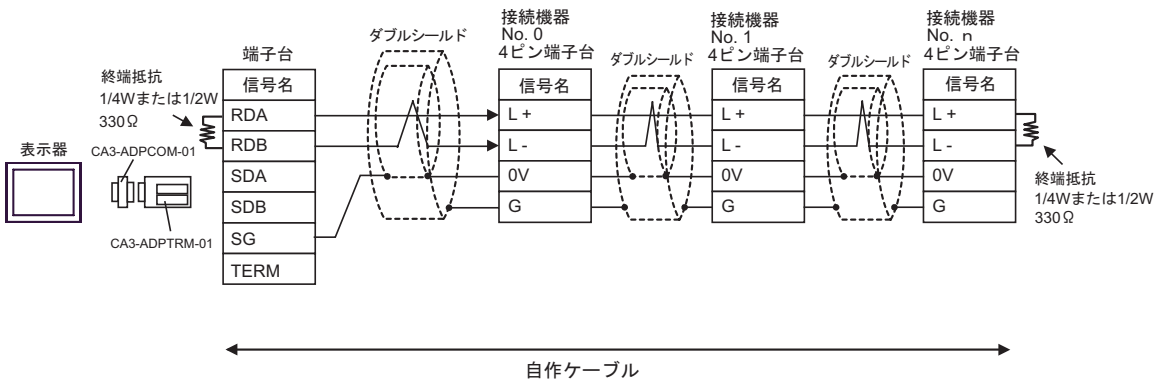 接続機器
No. 0
4ピン端子台
接続機器
No. 1
4ピン端子台
接続機器
No. n
4ピン端子台
ダブルシールド
ダブルシールド
ダブルシールド
端子台
信号名
RDA
RDB
SDA
SDB
SG
TERM
終端抵抗
1/4Wまたは1/2W
330Ω
表示器
CA3-ADPCOM-01
CA3-ADPTRM-01
信号名
L +
L -
0V
G
信号名
L +
L -
0V
G
信号名
L +
L -
0V
G
終端抵抗
1/4Wまたは1/2W
330Ω
自作ケーブル